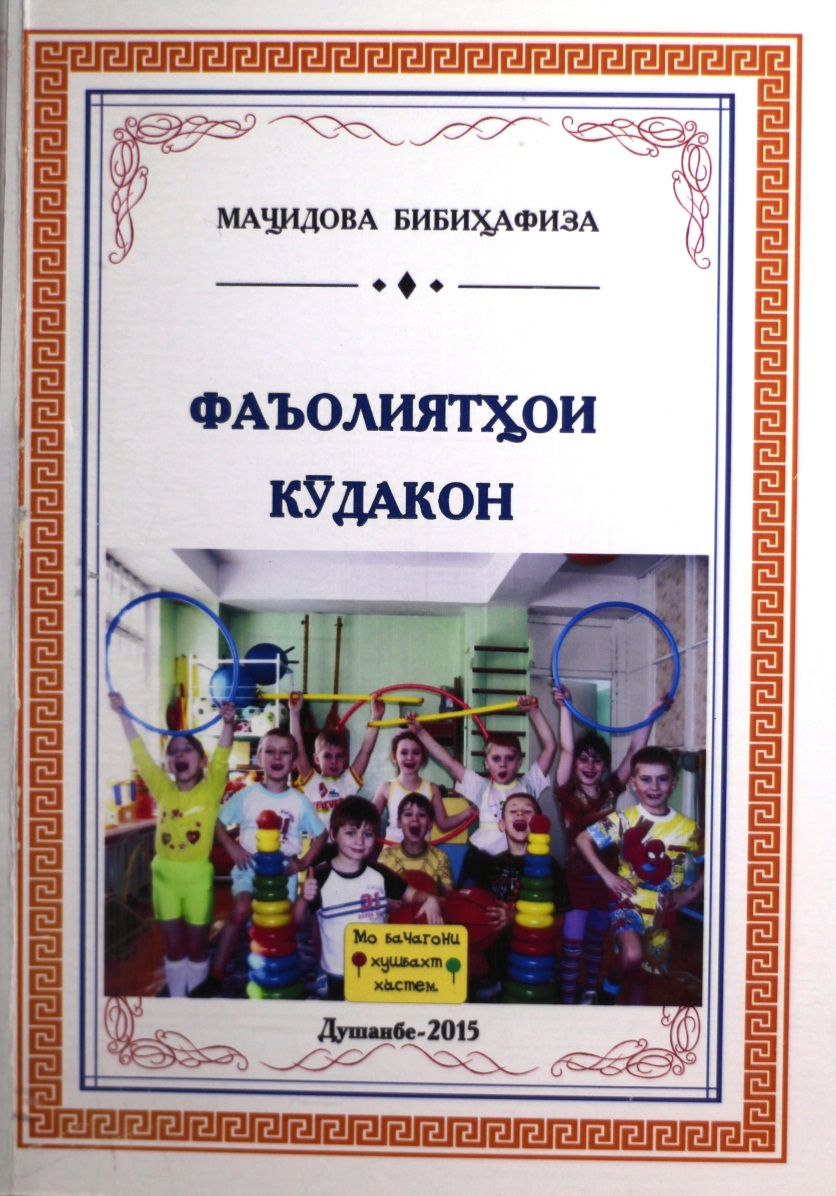 МАҶИДОВА БИБИҲАФИЗА
ФАЪОЛИЯТҲОИ
КӮДАКОН
Мо бачагони
хушбахт
хастем.
Душанбе-2015